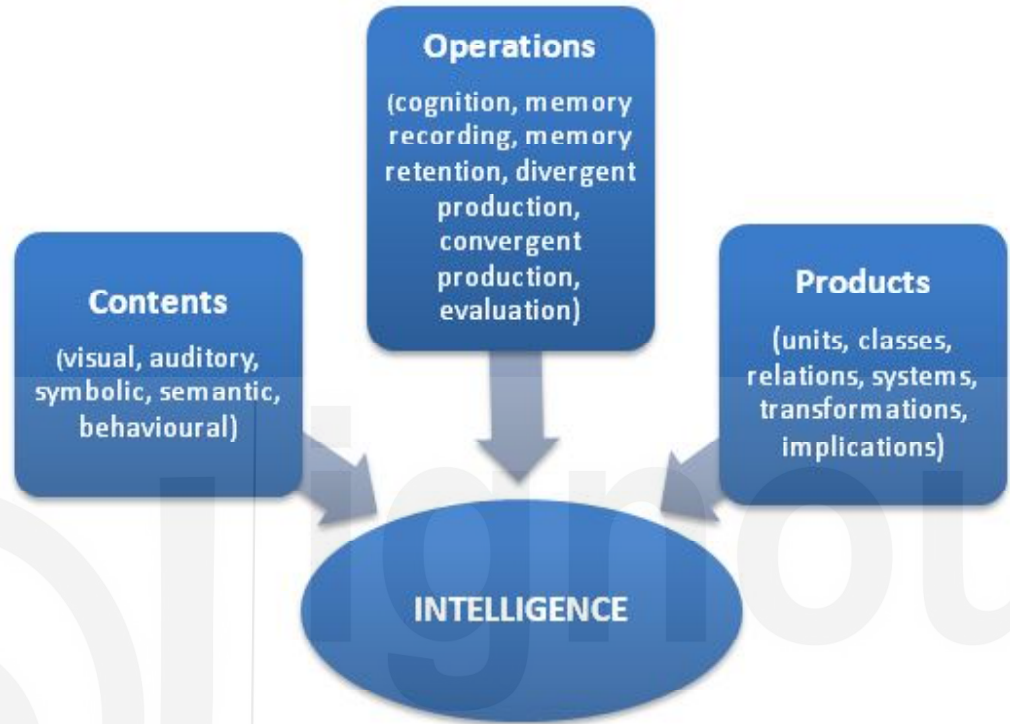 Operations
(cognition, memory
recording, memory
retention, divergent
production,
convergent
production,
evaluation)
Contents
(visual, auditory,
symbolic, semantic,
behavioural)
Products
(units, classes,
relations, systems,
transformations,
implications)
INTELLIGENCE
ignou